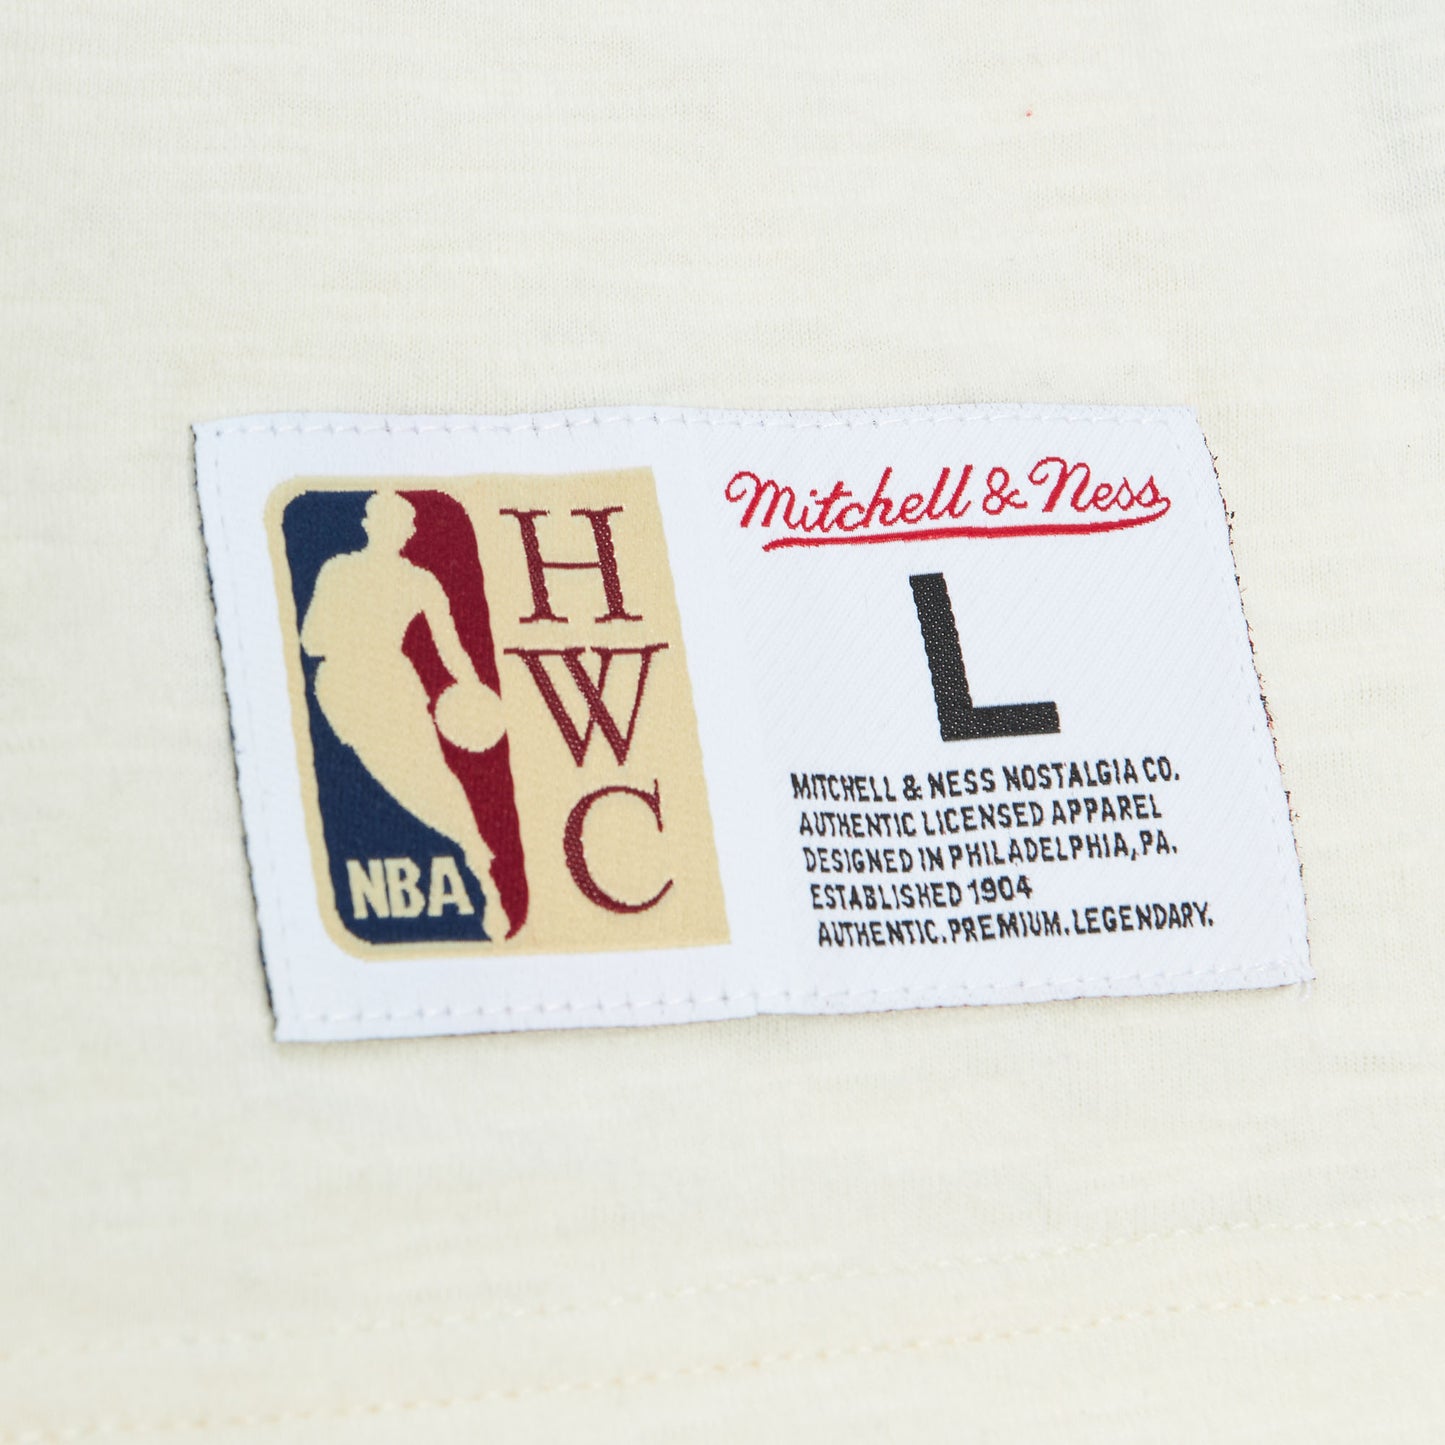 NBA
H
W
C
Mitchell & Ness
L
MITCHELL & NESS NOSTALGIA CO.
AUTHENTIC LICENSED APPAREL
DESIGNED IN PHILADELPHIA, PA.
ESTABLISHED 1904
AUTHENTIC. PREMIUM. LEGENDARY.